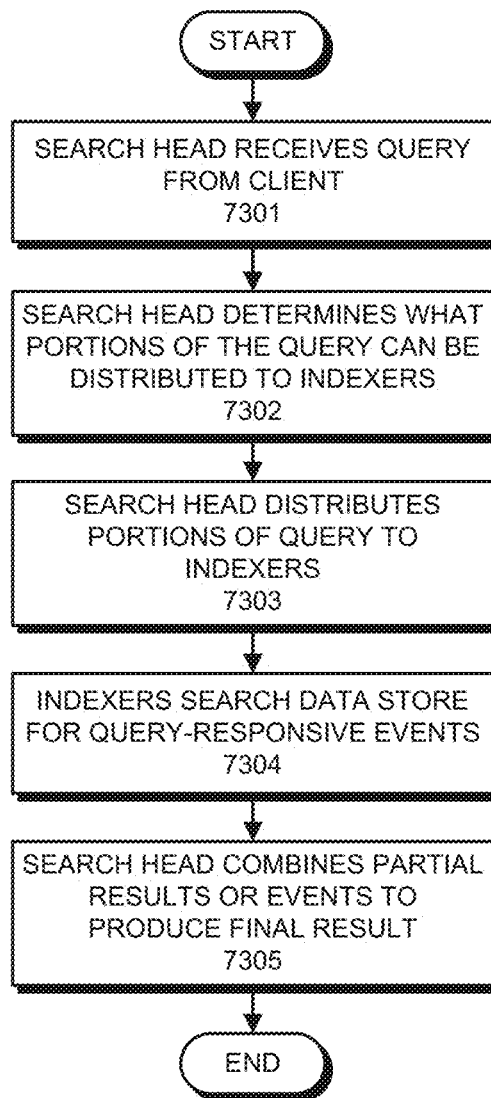 START
SEARCH HEAD RECEIVES QUERY
FROM CLIENT
7301
SEARCH HEAD DETERMINES WHAT
PORTIONS OF THE QUERY CAN BE
DISTRIBUTED TO INDEXERS
7302
SEARCH HEAD DISTRIBUTES
PORTIONS OF QUERY TO
INDEXERS
7303
INDEXERS SEARCH DATA STORE
FOR QUERY-RESPONSIVE EVENTS
7304
SEARCH HEAD COMBINES PARTIAL
RESULTS OR EVENTS TO
PRODUCE FINAL RESULT
7305
END